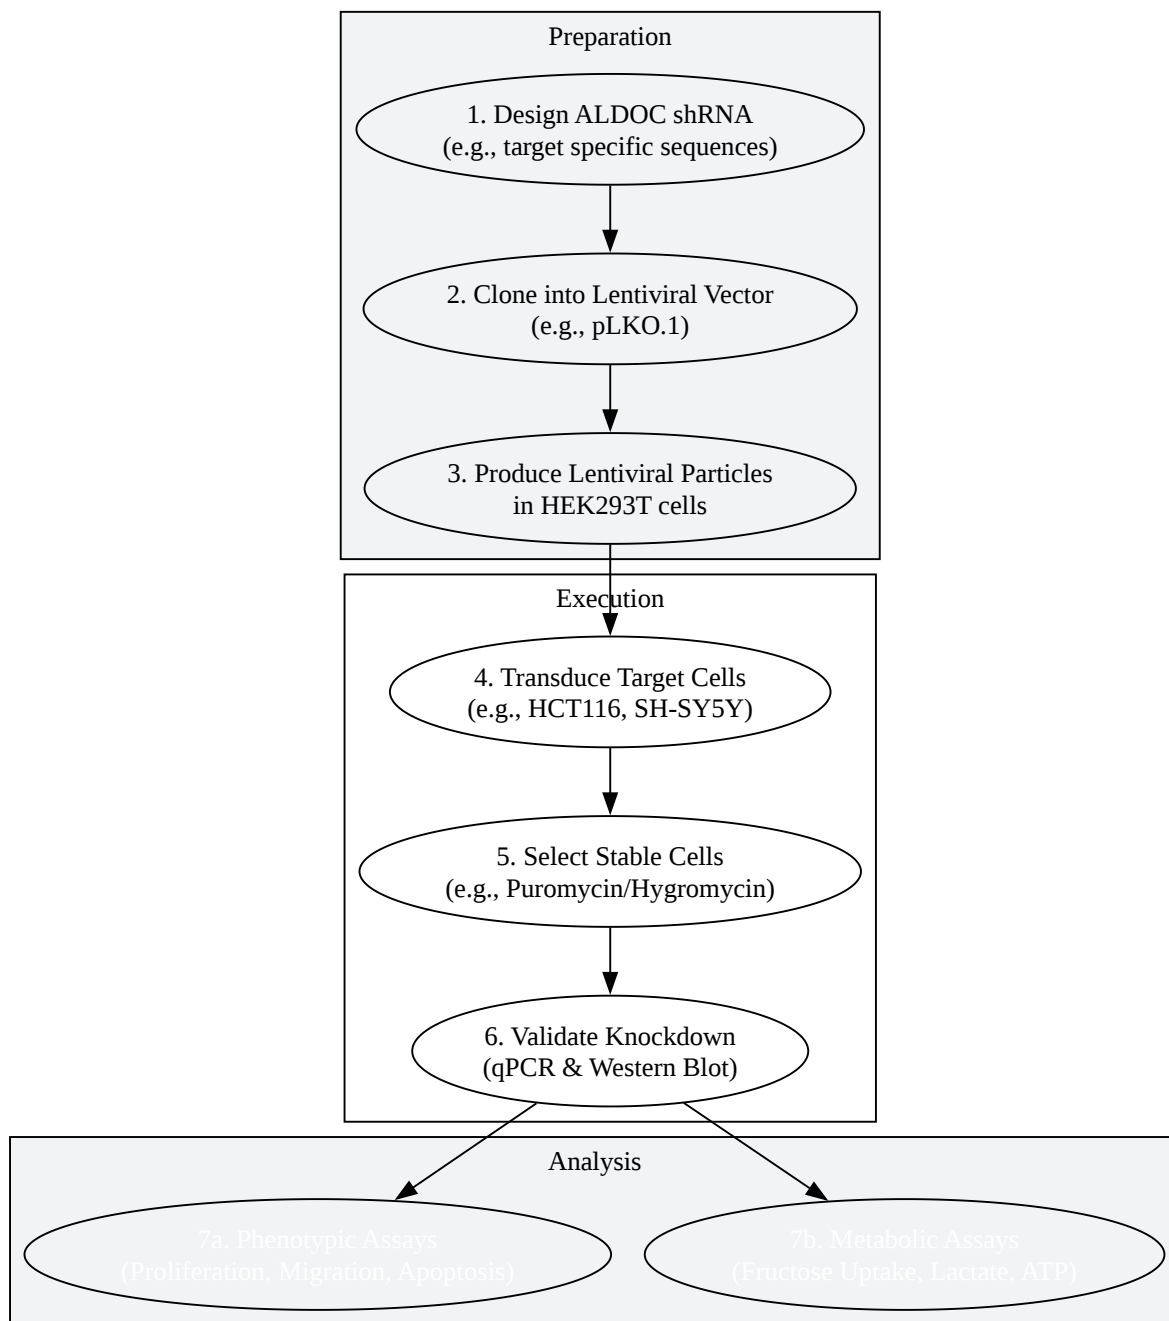 Preparation
1. Design ALDOC shRNA
(e.g., target specific sequences)
2. Clone into Lentiviral Vector
(e.g., pLKO.1)
3. Produce Lentiviral Particles
in HEK293T cells
Execution
4. Transduce Target Cells
(e.g., HCT116, SH-SY5Y)
5. Select Stable Cells
(e.g., Puromycin/Hygromycin)
6. Validate Knockdown
(qPCR & Western Blot)
Analysis
7a. Phenotypic Assays
(Proliferation, Migration, Apoptosis)
7b. Metabolic Assays
(Fructose Uptake, Lactate, ATP)